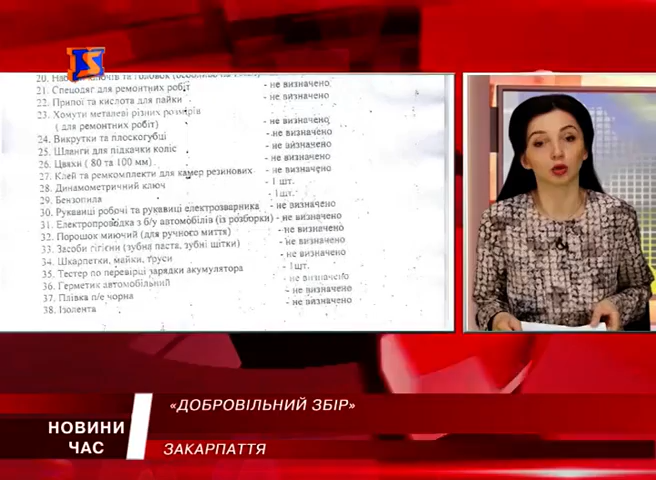 IS
20. Набори ключів та головок (особливо на
21. Спецодяг для ремонтних робіт - не визначено
22. Припої та кислота для пайки - не визначено
23. Хомути металеві різних розмірів
( для ремонтних робіт) - не визначено
24. Викрутки та плоскогубці - не визначено
25. Шланги для підкачки коліс - не визначено
26. Цвяхи ( 80 та 100 мм) - не визначено
27. Клей та ремкомплекти для камер резинових - не визначено
28. Динамометричний ключ - 1 шт.
29. Бензопила - 1 шт.
30. Рукавиці робочі та рукавиці електрозварника - не визначено
31. Електропроводка з б/у автомобілів (із розборки) - не визначено
32. Порошок миючий (для ручного миття) - не визначено
33. Засоби гігієни (зубна паста, зубні щітки) - не визначено
34. Шкарпетки, майки, труси - не визначено
35. Тестер по перевірці зарядки акумулятора - 1 шт.
36. Герметик автомобільний - не визначено
37. Плівка п/е чорна - не визначено
38. Ізолента - не визначено
«ДОБРОВІЛЬНИЙ ЗБІР»
НОВИНИ
ЧАС
ЗАКАРПАТТЯ